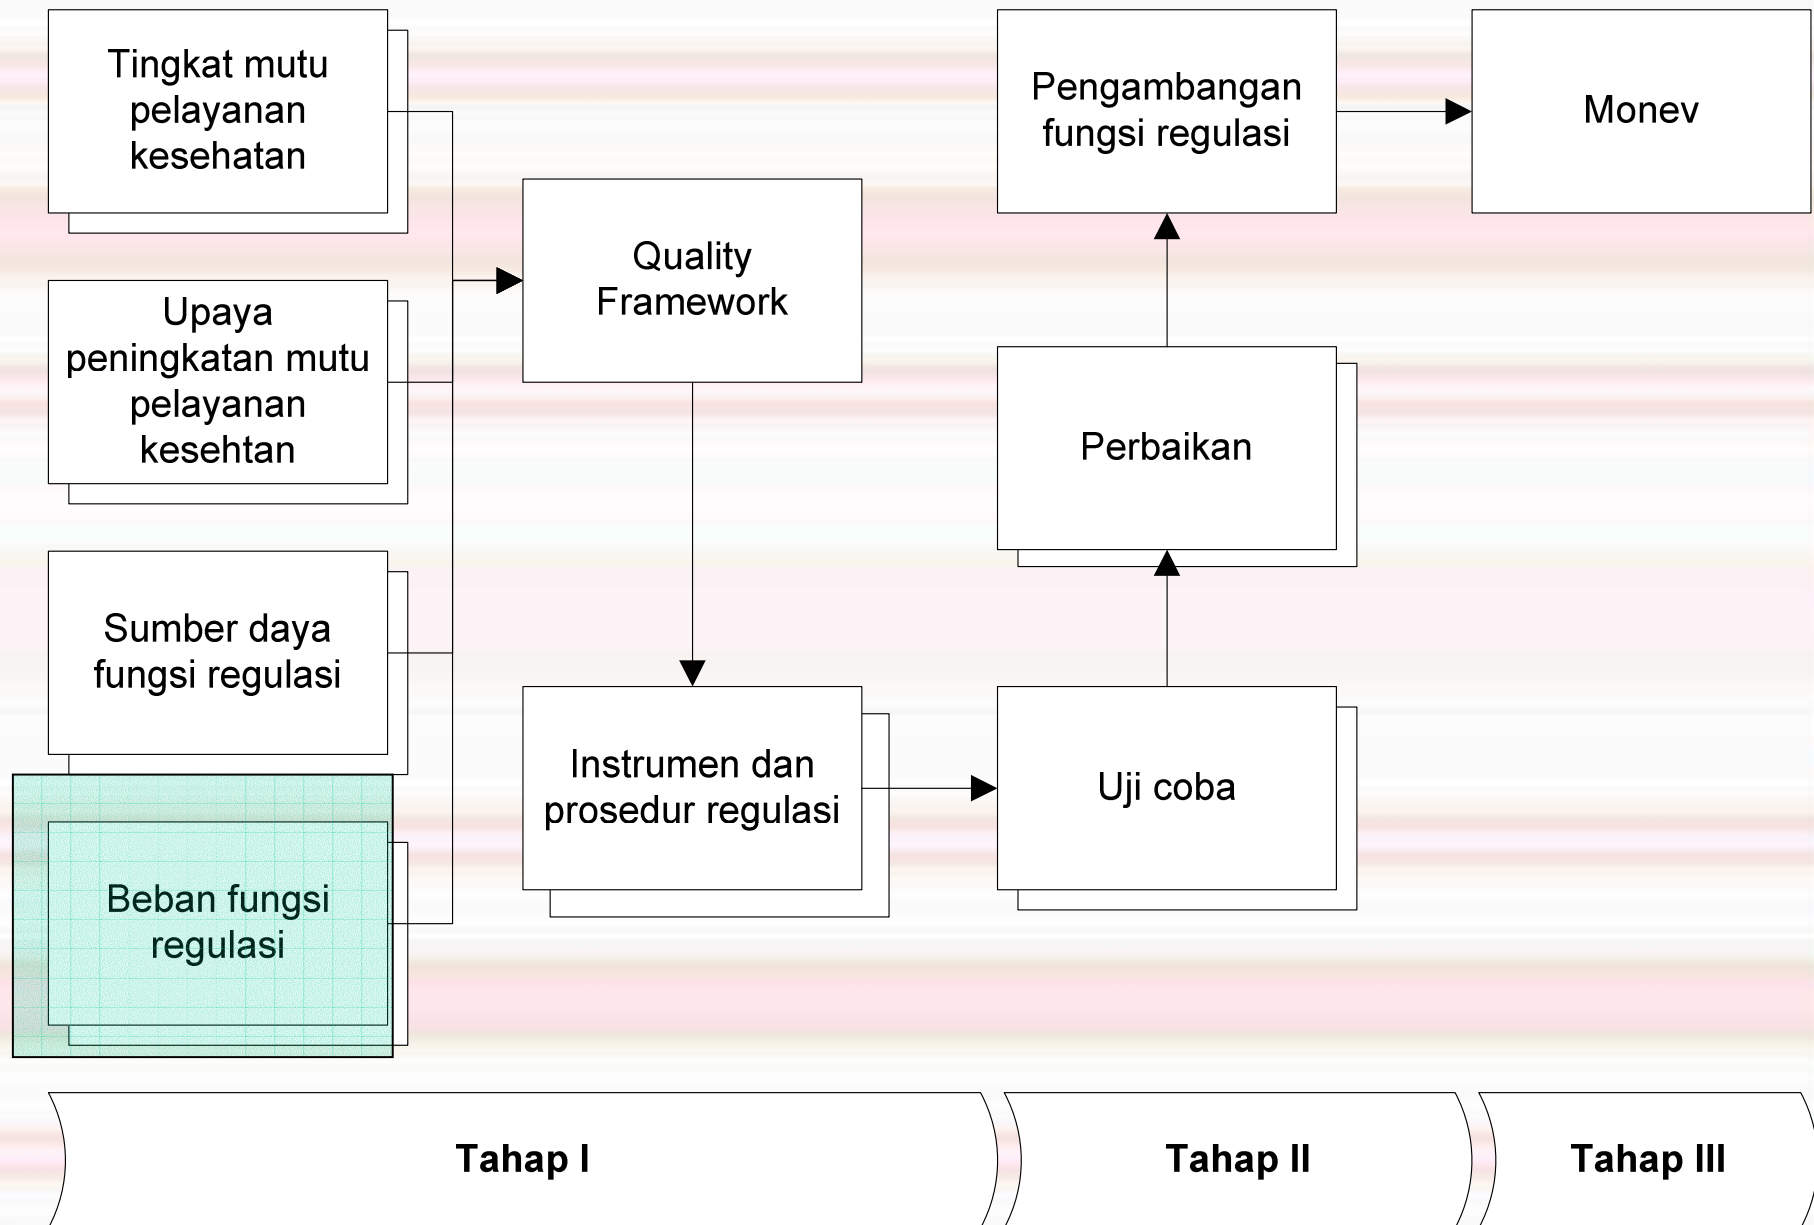 Tingkat mutu
pelayanan
kesehatan
Upaya
peningkatan mutu
pelayanan
kesehtan
Sumber daya
fungsi regulasi
Beban fungsi
regulasi
Quality
Framework
Instrumen dan
prosedur regulasi
Pengambangan
fungsi regulasi
Perbaikan
Uji coba
Monev
Tahap I
Tahap II
Tahap III